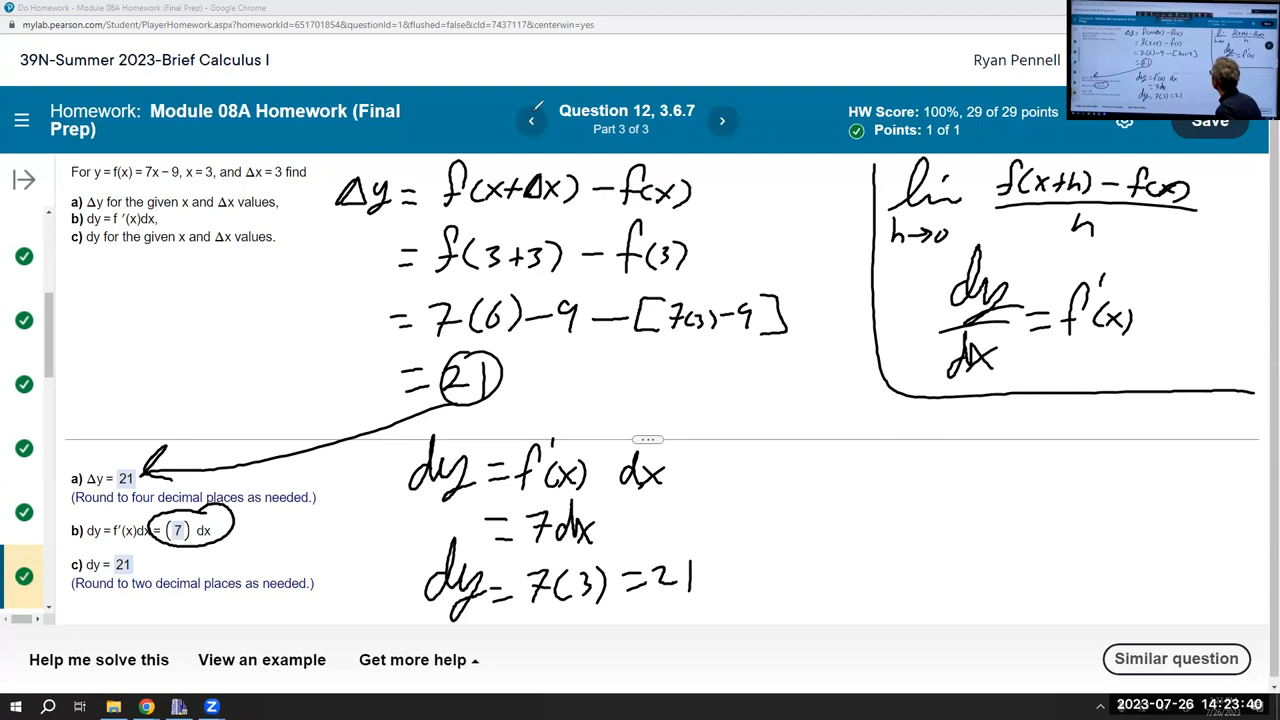 Do Homework - Module 08A Homework (Final Prep) - Google Chrome
mylab.pearson.com/Student/PlayerHomework.aspx?homeworkId=651701854&questionId=1&flushed=false&cId=7437117&winres=yes
39N-Summer 2023-Brief Calculus I
Ryan Pennell
Homework: Module 08A Homework (Final Prep)
Question 12, 3.6.7
Part 3 of 3
HW Score: 100%, 29 of 29 points
Points: 1 of 1
Save
For y = f(x) = 7x − 9, x = 3, and Δx = 3 find
a) Δy for the given x and Δx values,
b) dy = f ′(x)dx,
c) dy for the given x and Δx values.
Δy = f(x+Δx) − f(x)
= f(3+3) − f(3)
= 7(6) − 9 − [7(3)−9]
= 21
lim h→0 f(x+h) − f(x) / h
dy/dx = f'(x)
a) Δy = 21
(Round to four decimal places as needed.)
b) dy = f′(x)dx = (7) dx
c) dy = 21
(Round to two decimal places as needed.)
dy = f'(x) dx
= 7dx
dy = 7(3) = 21
Help me solve this
View an example
Get more help
Similar question
2023-07-26 14:23:40